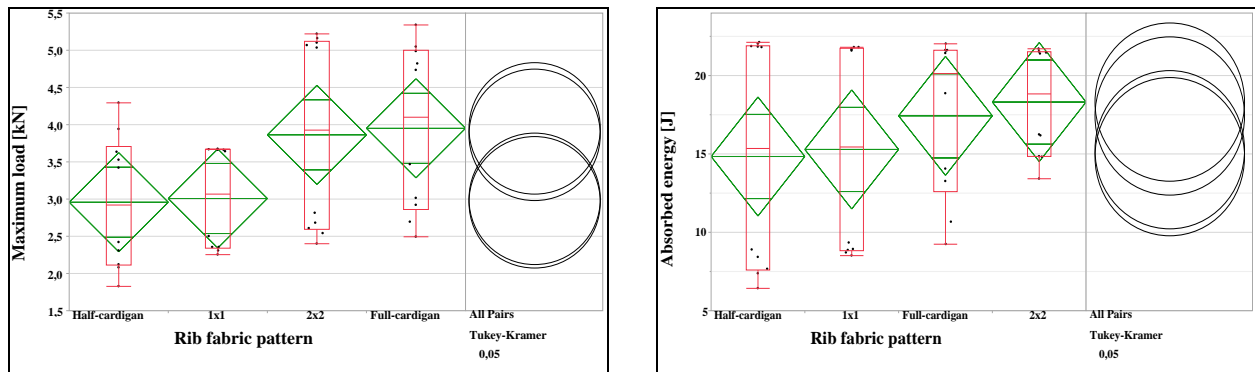 Maximum load [kN]
5,5
5,0
4,5
4,0
3,5
3,0
2,5
2,0
1,5
Half-cardigan 1x1 2x2 Full-cardigan All Pairs
Rib fabric pattern Tukey-Kramer
0,05
Absorbed energy [J]
20
15
10
5
Half-cardigan 1x1 Full-cardigan 2x2 All Pairs
Rib fabric pattern Tukey-Kramer
0,05